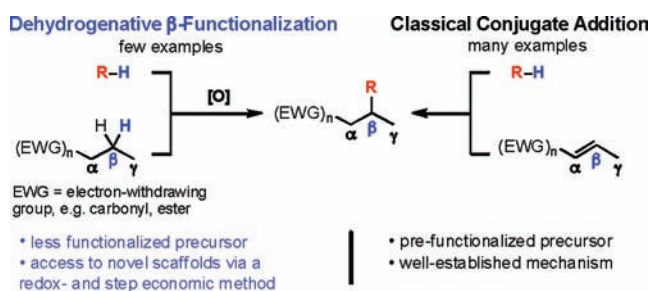 Dehydrogenative β-Functionalization
few examples
R–H
[O]
H H
(EWG)n
α β γ
EWG = electron-withdrawing
group, e.g. carbonyl, ester
R
(EWG)n
α β γ
Classical Conjugate Addition
many examples
R–H
(EWG)n
α β γ
• less functionalized precursor
• access to novel scaffolds via a
redox- and step economic method
• pre-functionalized precursor
• well-established mechanism